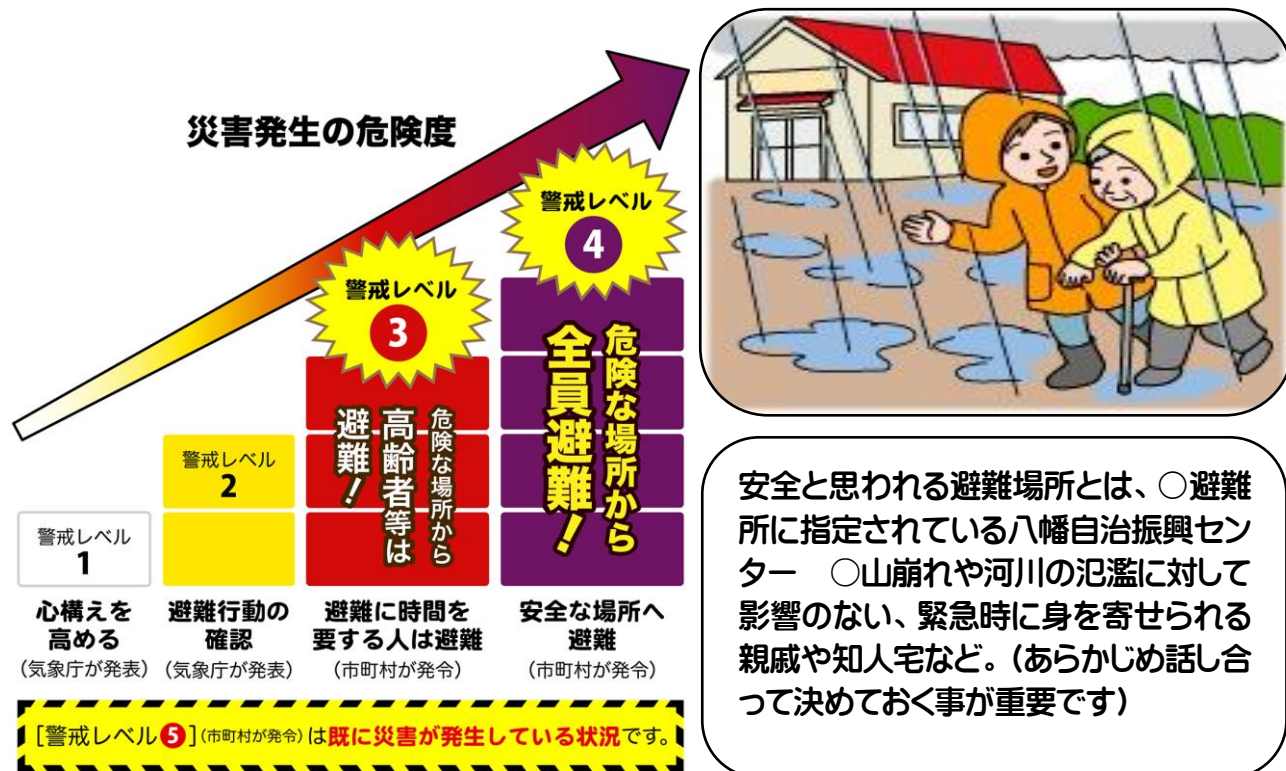 災害発生の危険度
警戒レベル
4
警戒レベル
3
危険な場所から
全員避難!
危険な場所から
高齢者等は
避難!
警戒レベル
2
警戒レベル
1
心構えを
高める
(気象庁が発表)
避難行動の
確認
(気象庁が発表)
避難に時間を
要する人は避難
(市町村が発令)
安全な場所へ
避難
(市町村が発令)
[警戒レベル5](市町村が発令)は既に災害が発生している状況です。
安全と思われる避難場所とは、○避難
所に指定されている八幡自治振興セン
ター ○山崩れや河川の氾濫に対して
影響のない、緊急時に身を寄せられる
親戚や知人宅など。(あらかじめ話し合
って決めておく事が重要です)